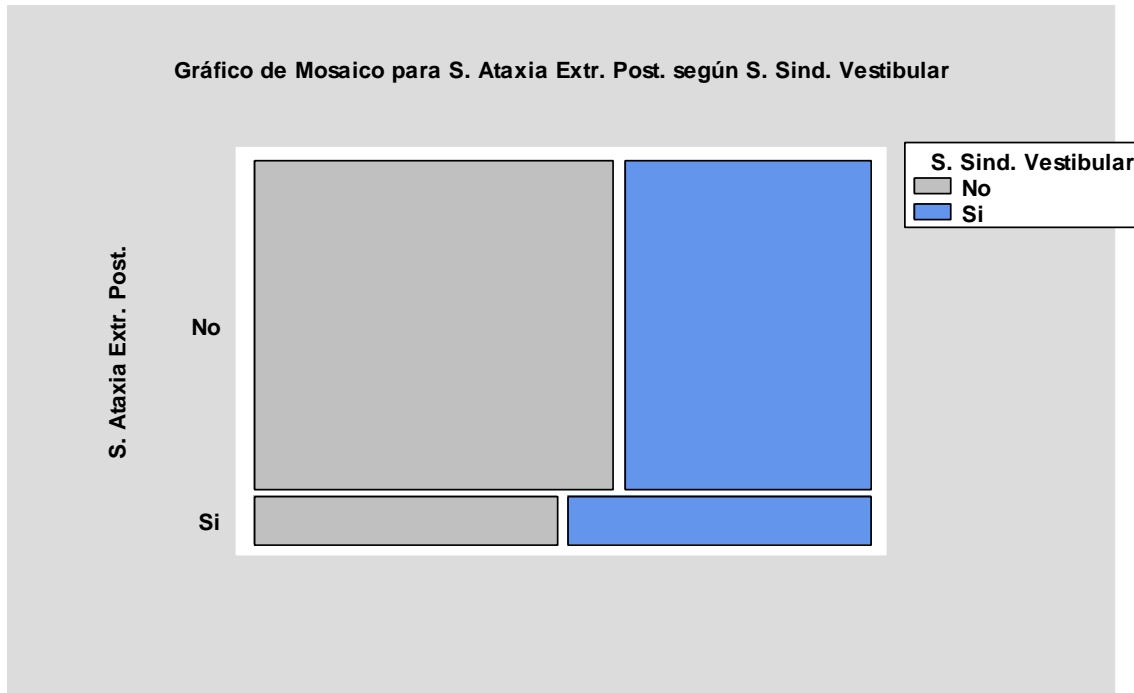 Gráfico de Mosaico para S. Ataxia Extr. Post. según S. Sind. Vestibular
S. Sind. Vestibular
No
Si
S. Ataxia Extr. Post.
No
Si